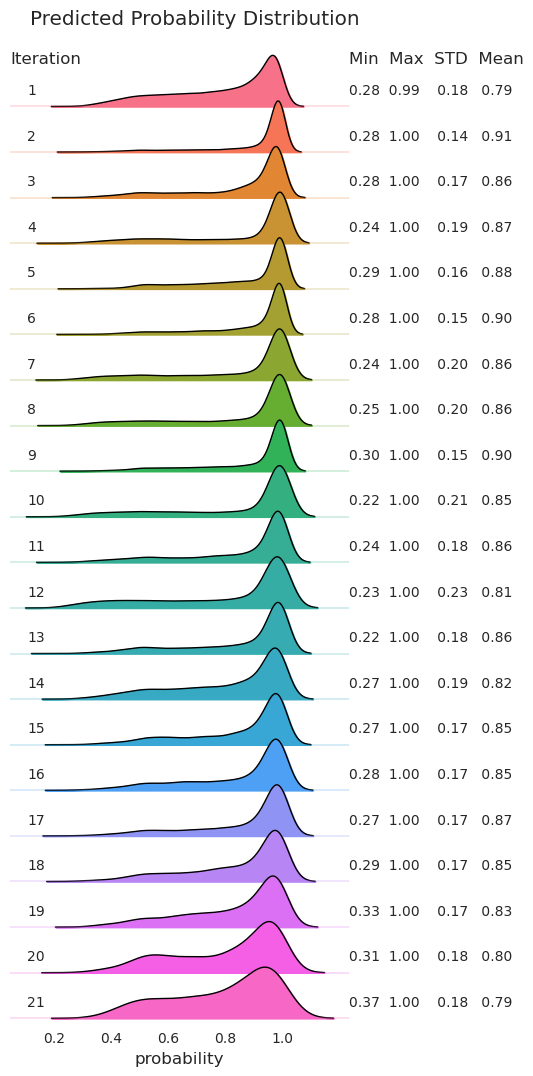 Predicted Probability Distribution
Iteration Min Max STD Mean
1 0.28 0.99 0.18 0.79
2 0.28 1.00 0.14 0.91
3 0.28 1.00 0.17 0.86
4 0.24 1.00 0.19 0.87
5 0.29 1.00 0.16 0.88
6 0.28 1.00 0.15 0.90
7 0.24 1.00 0.20 0.86
8 0.25 1.00 0.20 0.86
9 0.30 1.00 0.15 0.90
10 0.22 1.00 0.21 0.85
11 0.24 1.00 0.18 0.86
12 0.23 1.00 0.23 0.81
13 0.22 1.00 0.18 0.86
14 0.27 1.00 0.19 0.82
15 0.27 1.00 0.17 0.85
16 0.28 1.00 0.17 0.85
17 0.27 1.00 0.17 0.87
18 0.29 1.00 0.17 0.85
19 0.33 1.00 0.17 0.83
20 0.31 1.00 0.18 0.80
21 0.37 1.00 0.18 0.79
0.2 0.4 0.6 0.8 1.0
probability